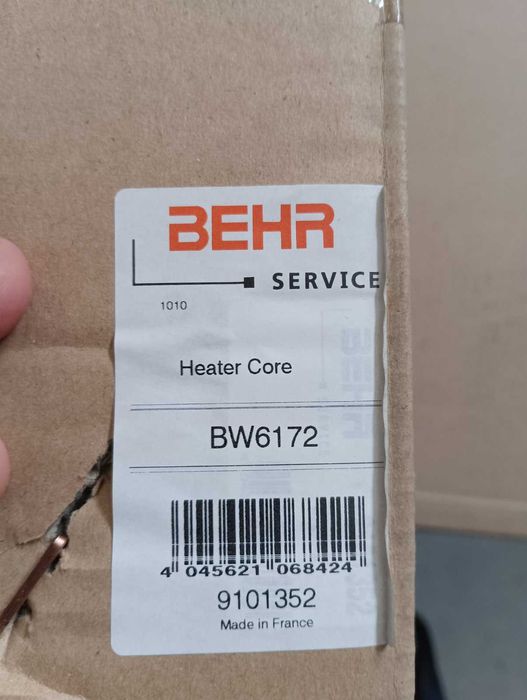 BEHR
SERVICE
1010
Heater Core
BW6172
4 045621 068424
9101352
Made in France